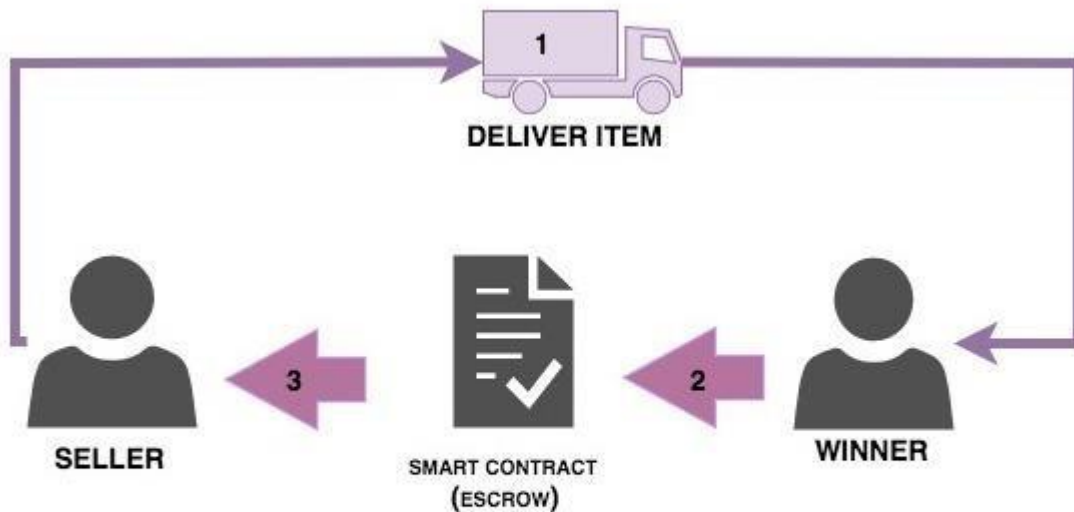 1
DELIVER ITEM
3
2
SELLER
SMART CONTRACT
(ESCROW)
WINNER